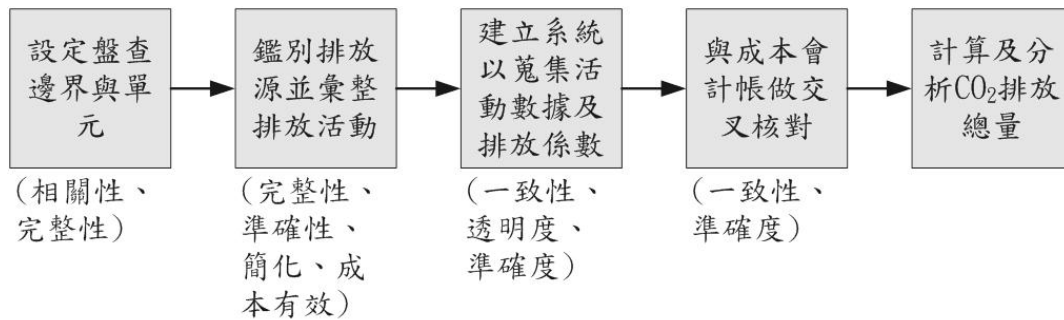 設定盤查
邊界與單
元
鑑別排放
源並彙整
排放活動
建立系統
以蒐集活
動數據及
排放係數
與成本會
計帳做交
叉核對
計算及分
析CO₂排放
總量
(相關性、
完整性)
(完整性、
準確性、
簡化、成
本有效)
(一致性、
透明度、
準確度)
(一致性、
準確度)